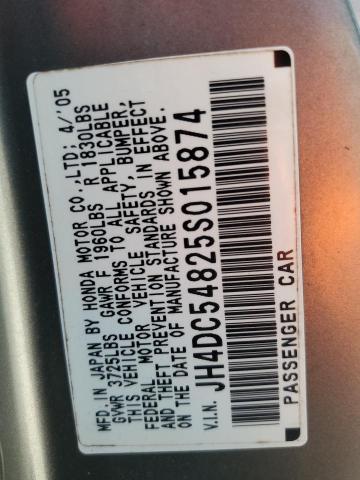 MFD. IN JAPAN BY HONDA MOTOR CO.,LTD; 4/'05
GVWR 3725LBS GAWR F 1960LBS R 1830LBS
THIS VEHICLE CONFORMS TO ALL APPLICABLE
FEDERAL MOTOR VEHICLE SAFETY, BUMPER,
AND THEFT PREVENTION STANDARDS IN EFFECT
ON THE DATE OF MANUFACTURE SHOWN ABOVE.
V.I.N. JH4DC54825S015874
PASSENGER CAR